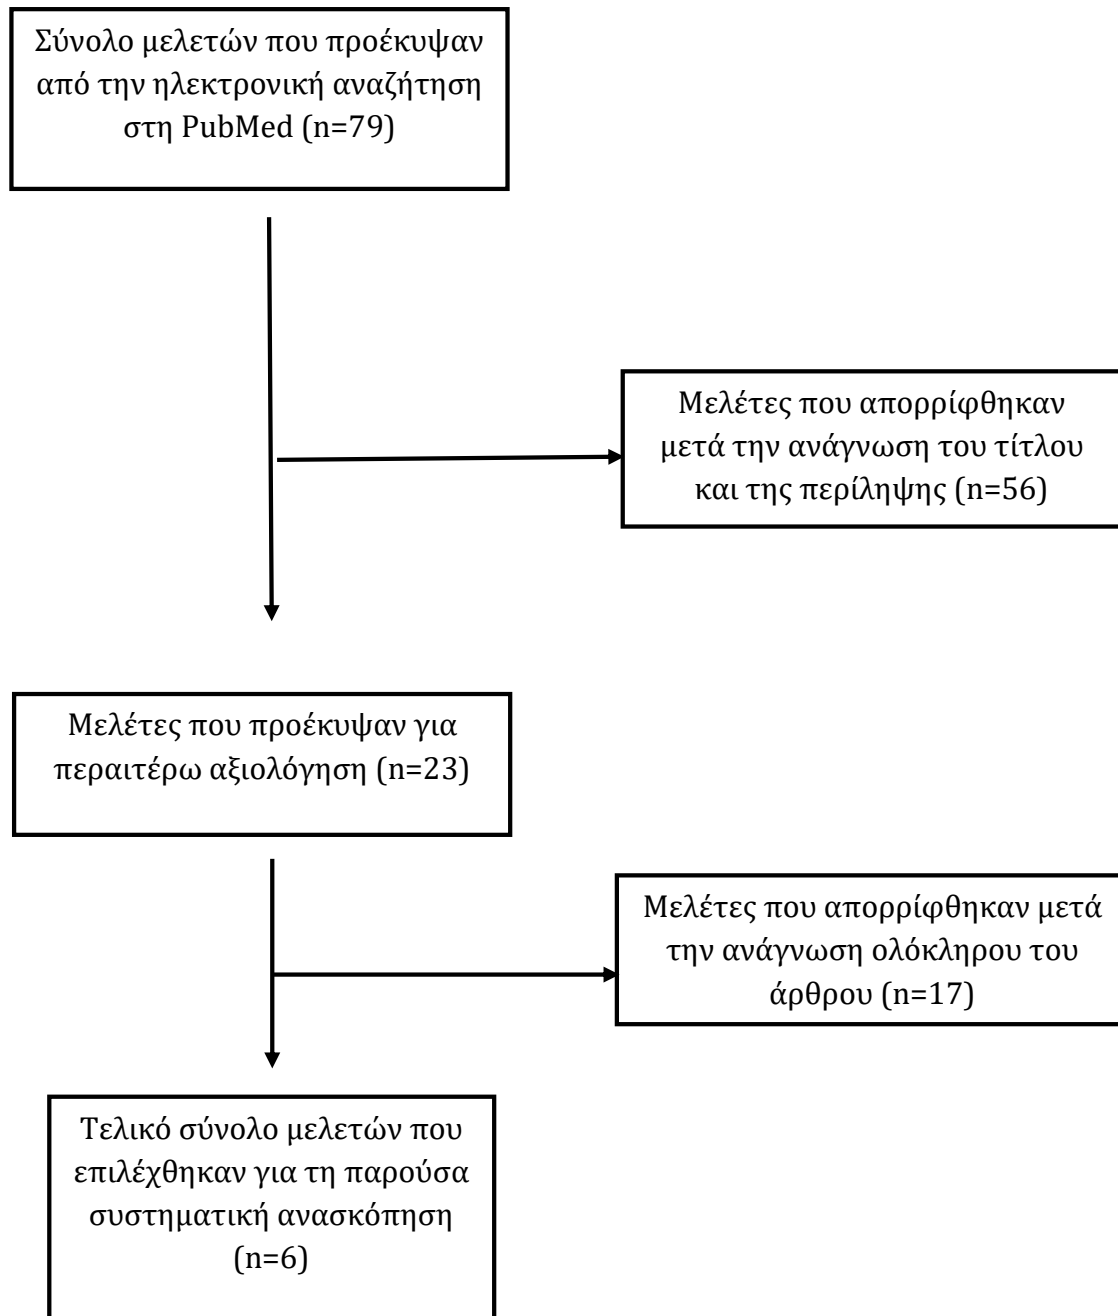 Σύνολο μελετών που προέκυψαν
από την ηλεκτρονική αναζήτηση
στη PubMed (n=79)
Μελέτες που απορρίφθηκαν
μετά την ανάγνωση του τίτλου
και της περίληψης (n=56)
Μελέτες που προέκυψαν για
περαιτέρω αξιολόγηση (n=23)
Μελέτες που απορρίφθηκαν μετά
την ανάγνωση ολόκληρου του
άρθρου (n=17)
Τελικό σύνολο μελετών που
επιλέχθηκαν για τη παρούσα
συστηματική ανασκόπηση
(n=6)